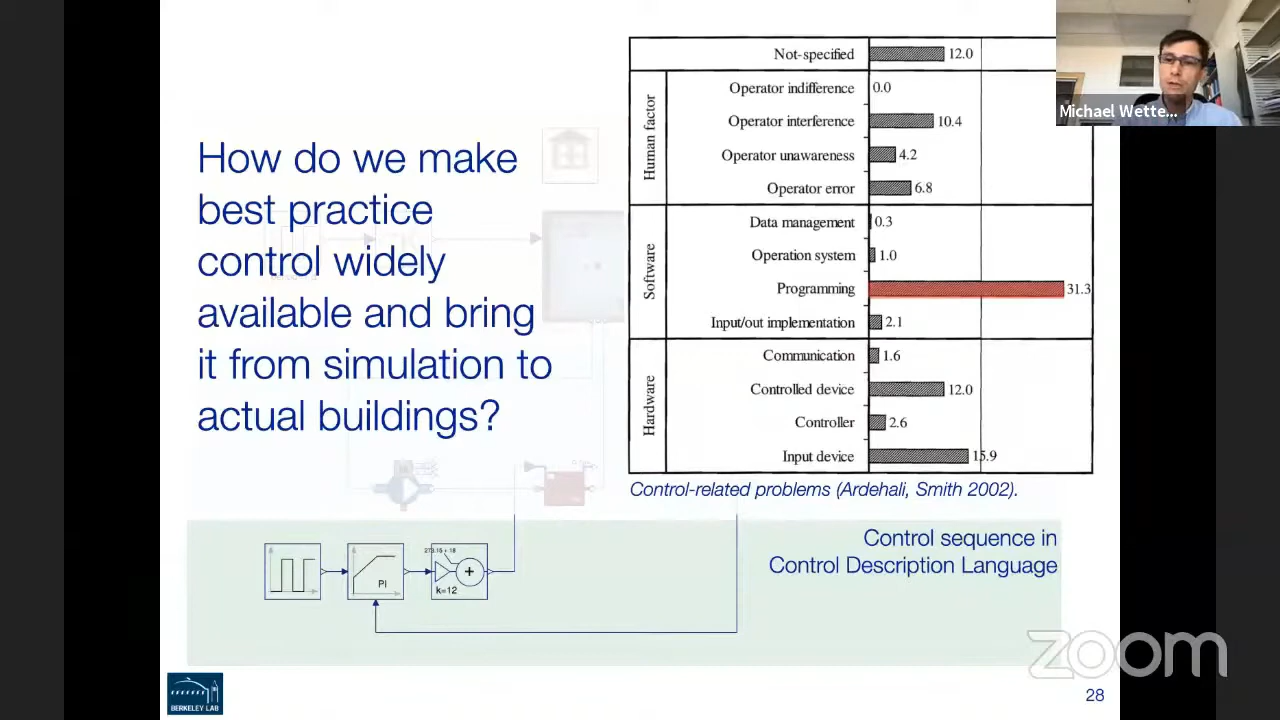 Michael Wette...
How do we make
best practice
control widely
available and bring
it from simulation to
actual buildings?
Not-specified 12.0
Human factor
Operator indifference 0.0
Operator interference 10.4
Operator unawareness 4.2
Operator error 6.8
Software
Data management 0.3
Operation system 1.0
Programming 31.3
Input/out implementation 2.1
Hardware
Communication 1.6
Controlled device 12.0
Controller 2.6
Input device 15.9
Control-related problems (Ardehali, Smith 2002).
Control sequence in
Control Description Language
273.15 + 18
PI
+
k=12
zoom
BERKELEY LAB
28